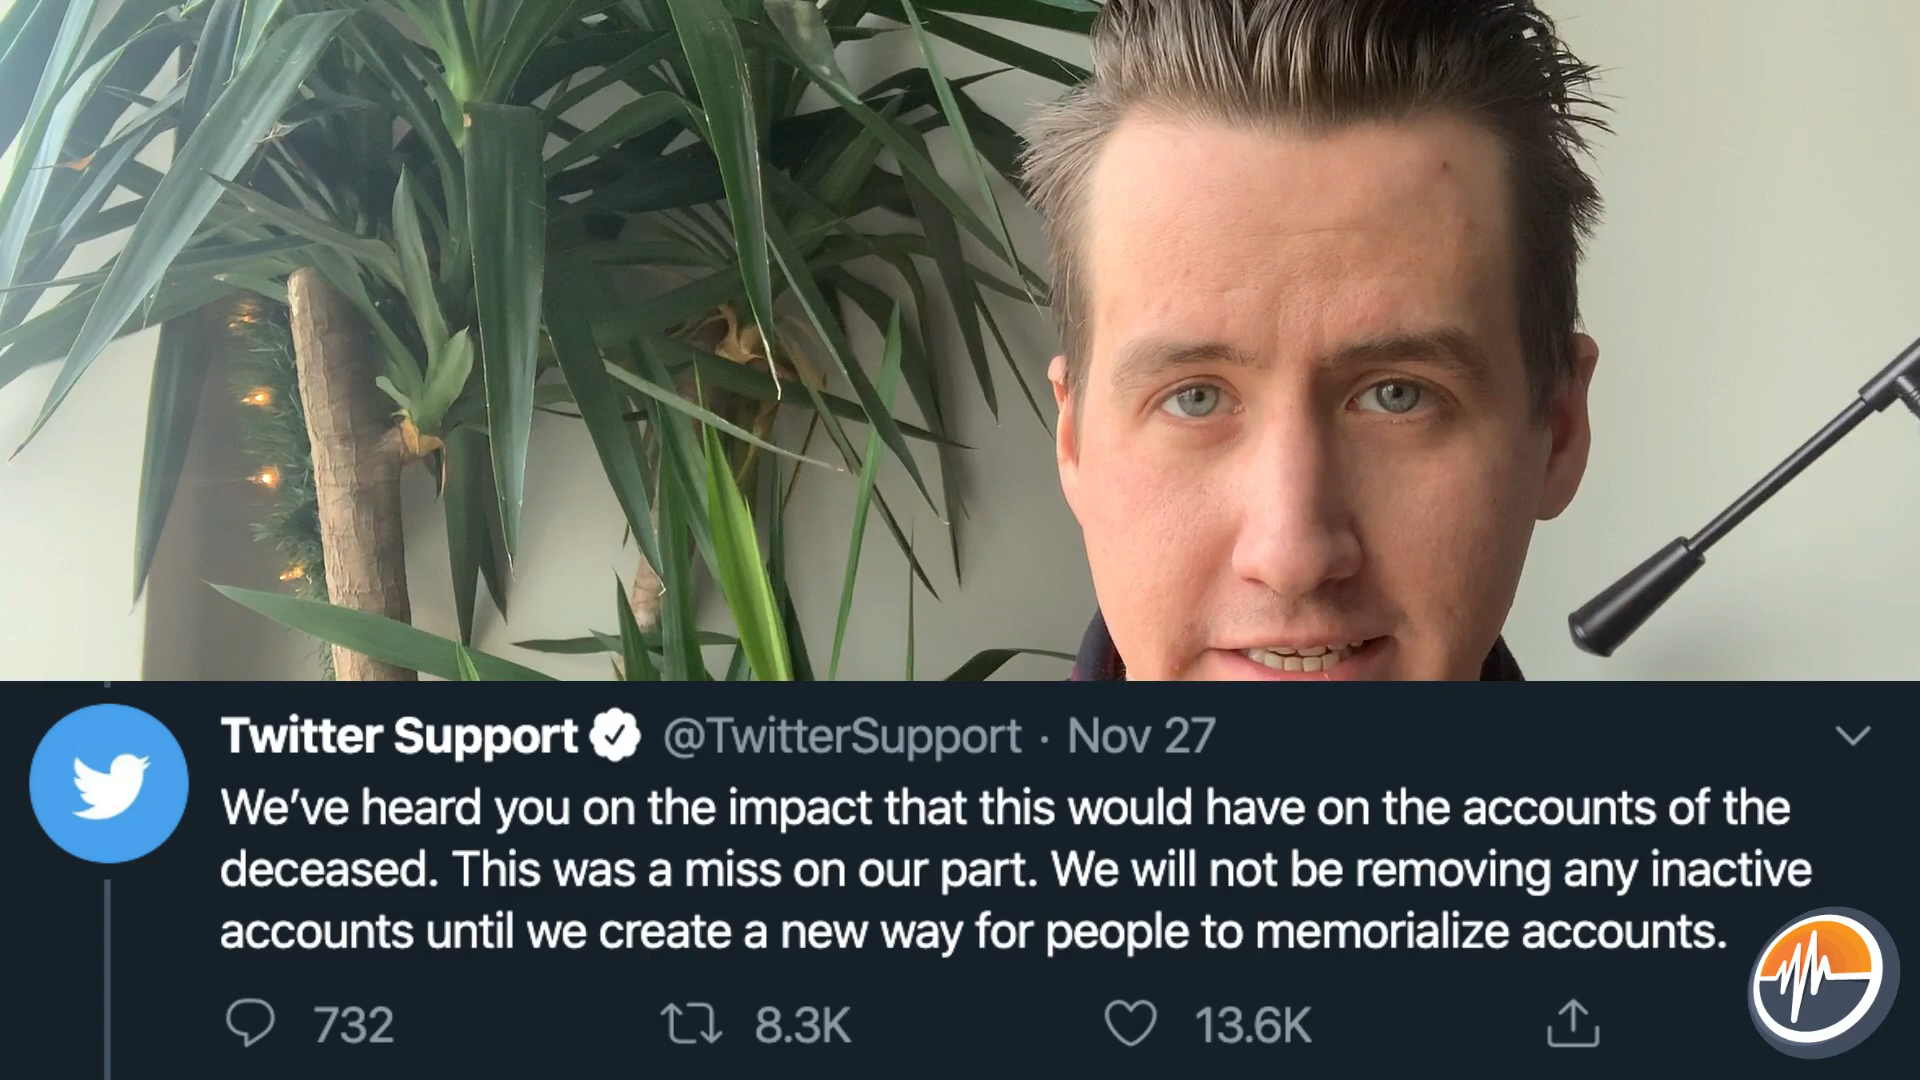 Twitter Support @TwitterSupport · Nov 27
We’ve heard you on the impact that this would have on the accounts of the
deceased. This was a miss on our part. We will not be removing any inactive
accounts until we create a new way for people to memorialize accounts.
732 8.3K 13.6K